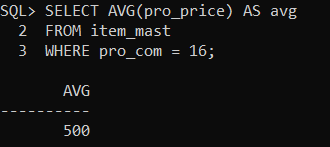 SQL> SELECT AVG(pro_price) AS avg
  2  FROM item_mast
  3  WHERE pro_com = 16;
       AVG
----------
       500